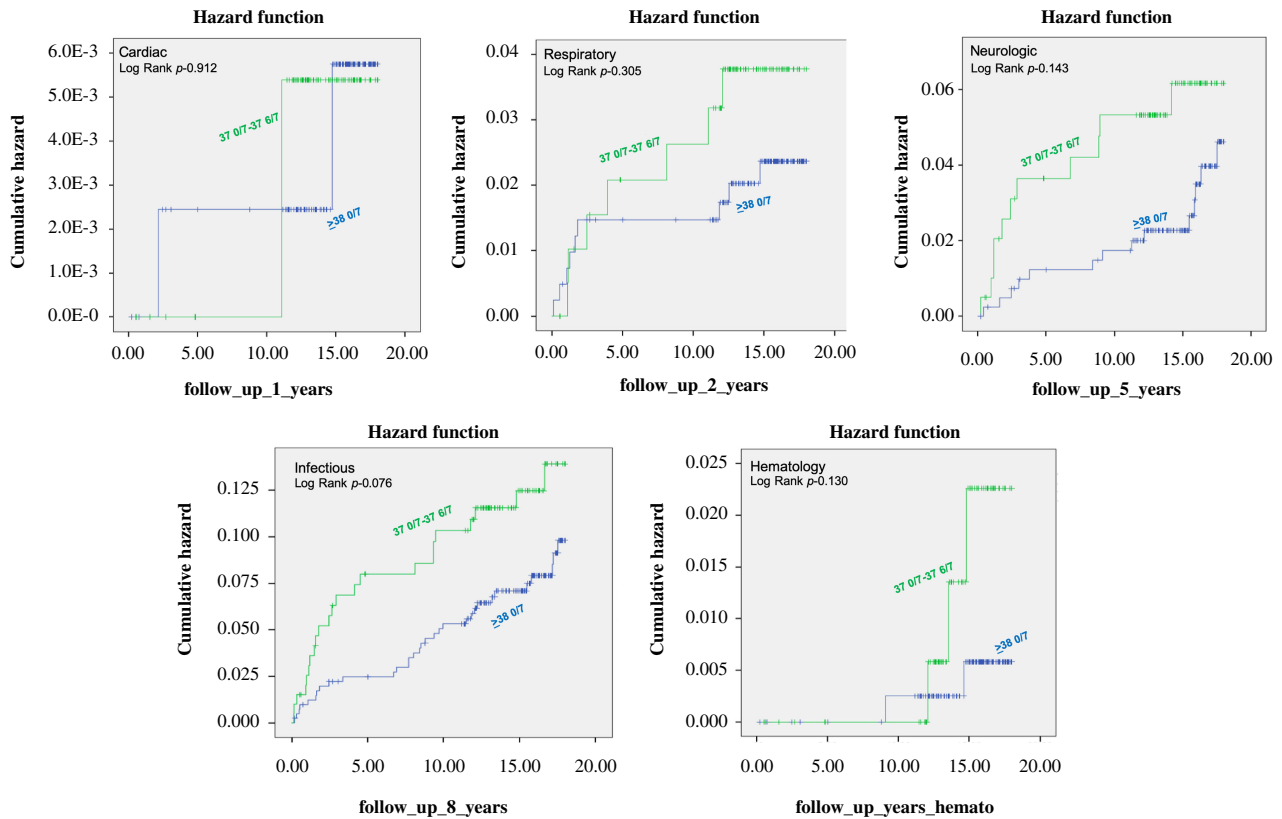 Hazard function
Cardiac
Log Rank p-0.912
6.0E-3
5.0E-3
4.0E-3
3.0E-3
2.0E-3
1.0E-3
0.0E-0
Cumulative hazard
37 0/7-37 6/7
≥38 0/7
0.00 5.00 10.00 15.00 20.00
follow_up_1_years
Hazard function
Respiratory
Log Rank p-0.305
0.04
0.03
0.02
0.01
0.00
Cumulative hazard
37 0/7-37 6/7
≥38 0/7
0.00 5.00 10.00 15.00 20.00
follow_up_2_years
Hazard function
Neurologic
Log Rank p-0.143
0.06
0.04
0.02
0.00
Cumulative hazard
37 0/7-37 6/7
≥38 0/7
0.00 5.00 10.00 15.00 20.00
follow_up_5_years
Hazard function
Infectious
Log Rank p-0.076
0.125
0.100
0.075
0.050
0.025
0.000
Cumulative hazard
37 0/7-37 6/7
≥38 0/7
0.00 5.00 10.00 15.00 20.00
follow_up_8_years
Hazard function
Hematology
Log Rank p-0.130
0.025
0.020
0.015
0.010
0.005
0.000
Cumulative hazard
37 0/7-37 6/7
≥38 0/7
0.00 5.00 10.00 15.00 20.00
follow_up_years_hemato